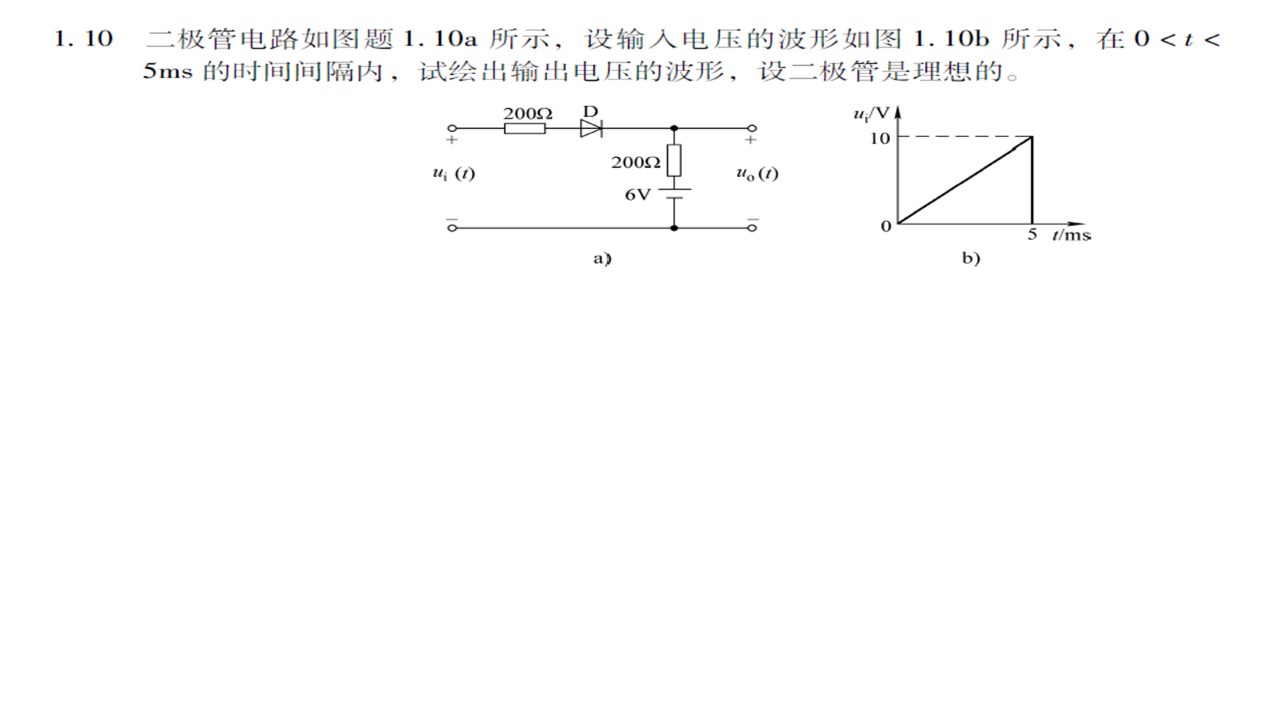 1. 10 二极管电路如图题 1. 10a 所示，设输入电压的波形如图 1. 10b 所示，在 0 < t <
5ms 的时间间隔内，试绘出输出电压的波形，设二极管是理想的。
200Ω D
+ +
200Ω
uᵢ (t) uₒ(t)
6V
− −
a)
uᵢ/V
10
0
5 t/ms
b)